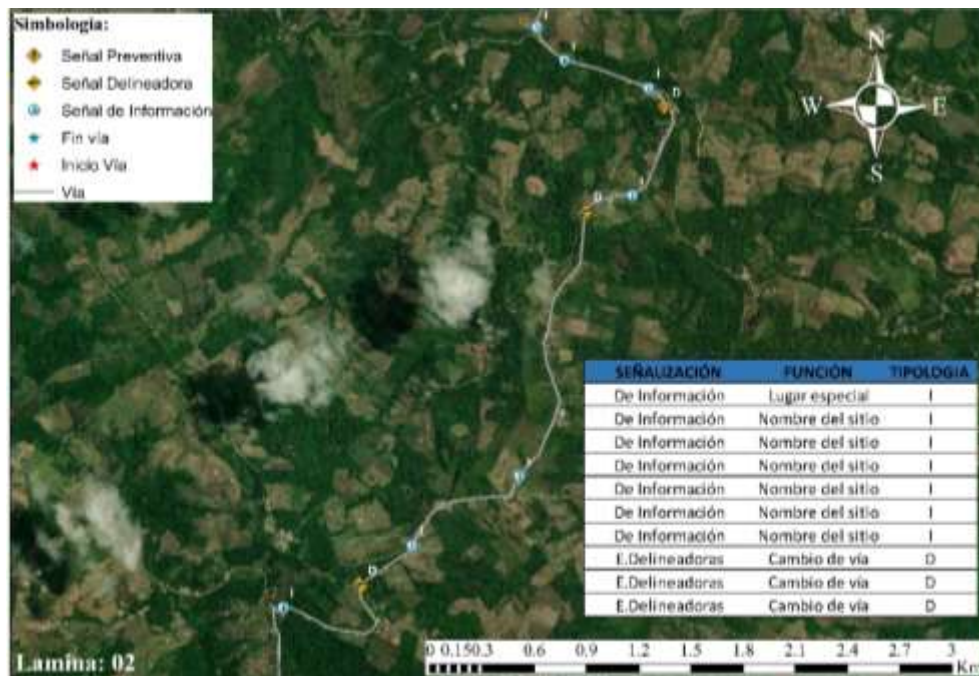 Simbología:
Señal Preventiva
Señal Delineadora
Señal de Información
Fin vía
Inicio Vía
Vía
N
W E
S
I
I
I
D
I
D
I
D
I
SEÑALIZACIÓN FUNCIÓN TIPOLOGIA
De Información Lugar especial I
De Información Nombre del sitio I
De Información Nombre del sitio I
De Información Nombre del sitio I
De Información Nombre del sitio I
De Información Nombre del sitio I
De Información Nombre del sitio I
E.Delineadoras Cambio de vía D
E.Delineadoras Cambio de vía D
E.Delineadoras Cambio de vía D
Lamina: 02
0 0.150.3 0.6 0.9 1.2 1.5 1.8 2.1 2.4 2.7 3
Km